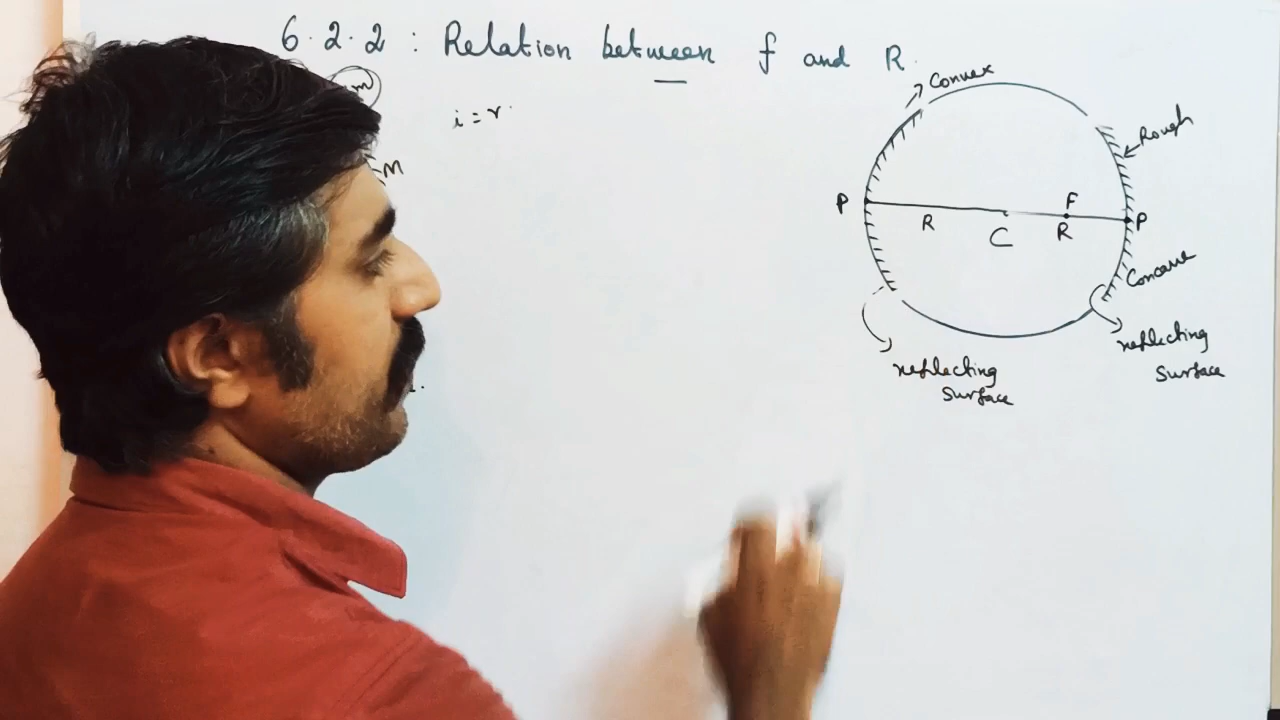 6.2.2 : Relation between f and R.
m
i = r
M
Convex
Rough
P
R
C
F
R
P
Concave
reflecting
surface
reflecting
surface